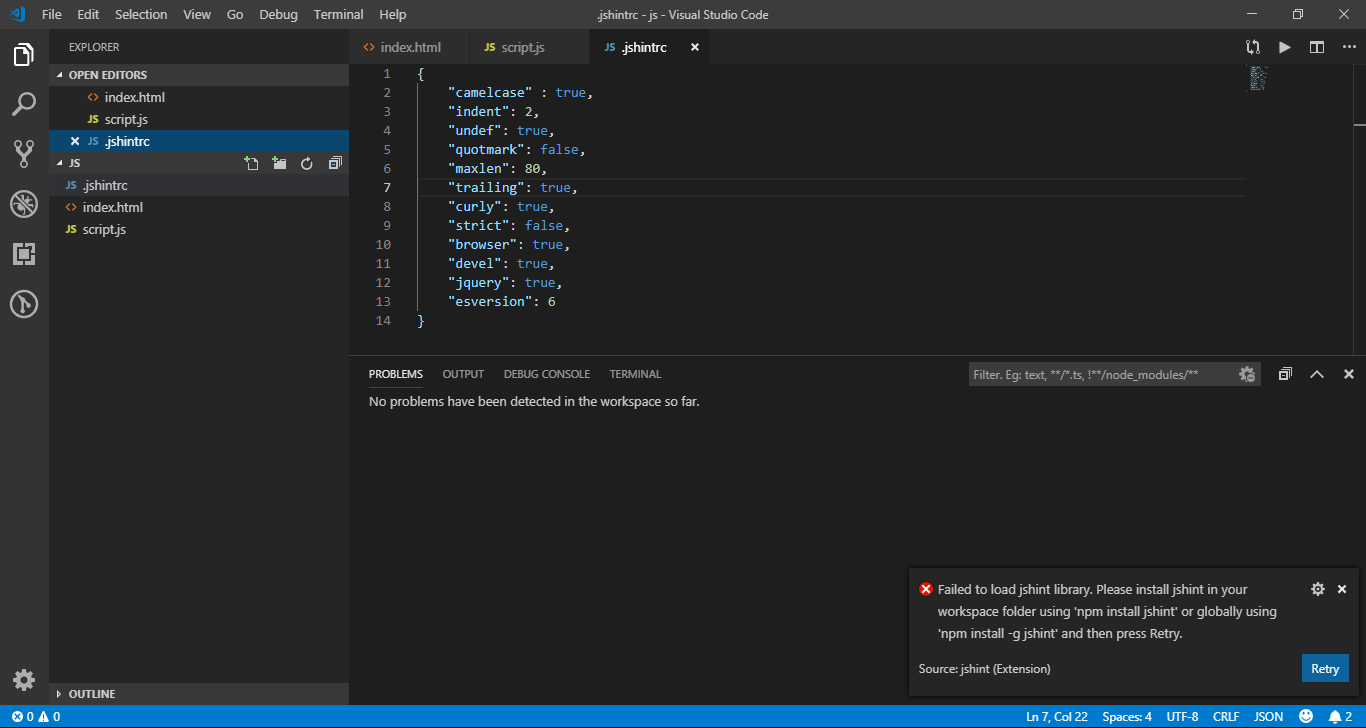 File Edit Selection View Go Debug Terminal Help
.jshintrc - js - Visual Studio Code
EXPLORER
OPEN EDITORS
<> index.html
JS script.js
JS .jshintrc
JS
JS .jshintrc
<> index.html
JS script.js
OUTLINE
<> index.html JS script.js JS .jshintrc
1 {
2 "camelcase" : true,
3 "indent": 2,
4 "undef": true,
5 "quotmark": false,
6 "maxlen": 80,
7 "trailing": true,
8 "curly": true,
9 "strict": false,
10 "browser": true,
11 "devel": true,
12 "jquery": true,
13 "esversion": 6
14 }
PROBLEMS OUTPUT DEBUG CONSOLE TERMINAL
Filter. Eg: text, **/*.ts, !**/node_modules/**
No problems have been detected in the workspace so far.
Failed to load jshint library. Please install jshint in your
workspace folder using 'npm install jshint' or globally using
'npm install -g jshint' and then press Retry.
Source: jshint (Extension)
Retry
0 0
Ln 7, Col 22 Spaces: 4 UTF-8 CRLF JSON 2